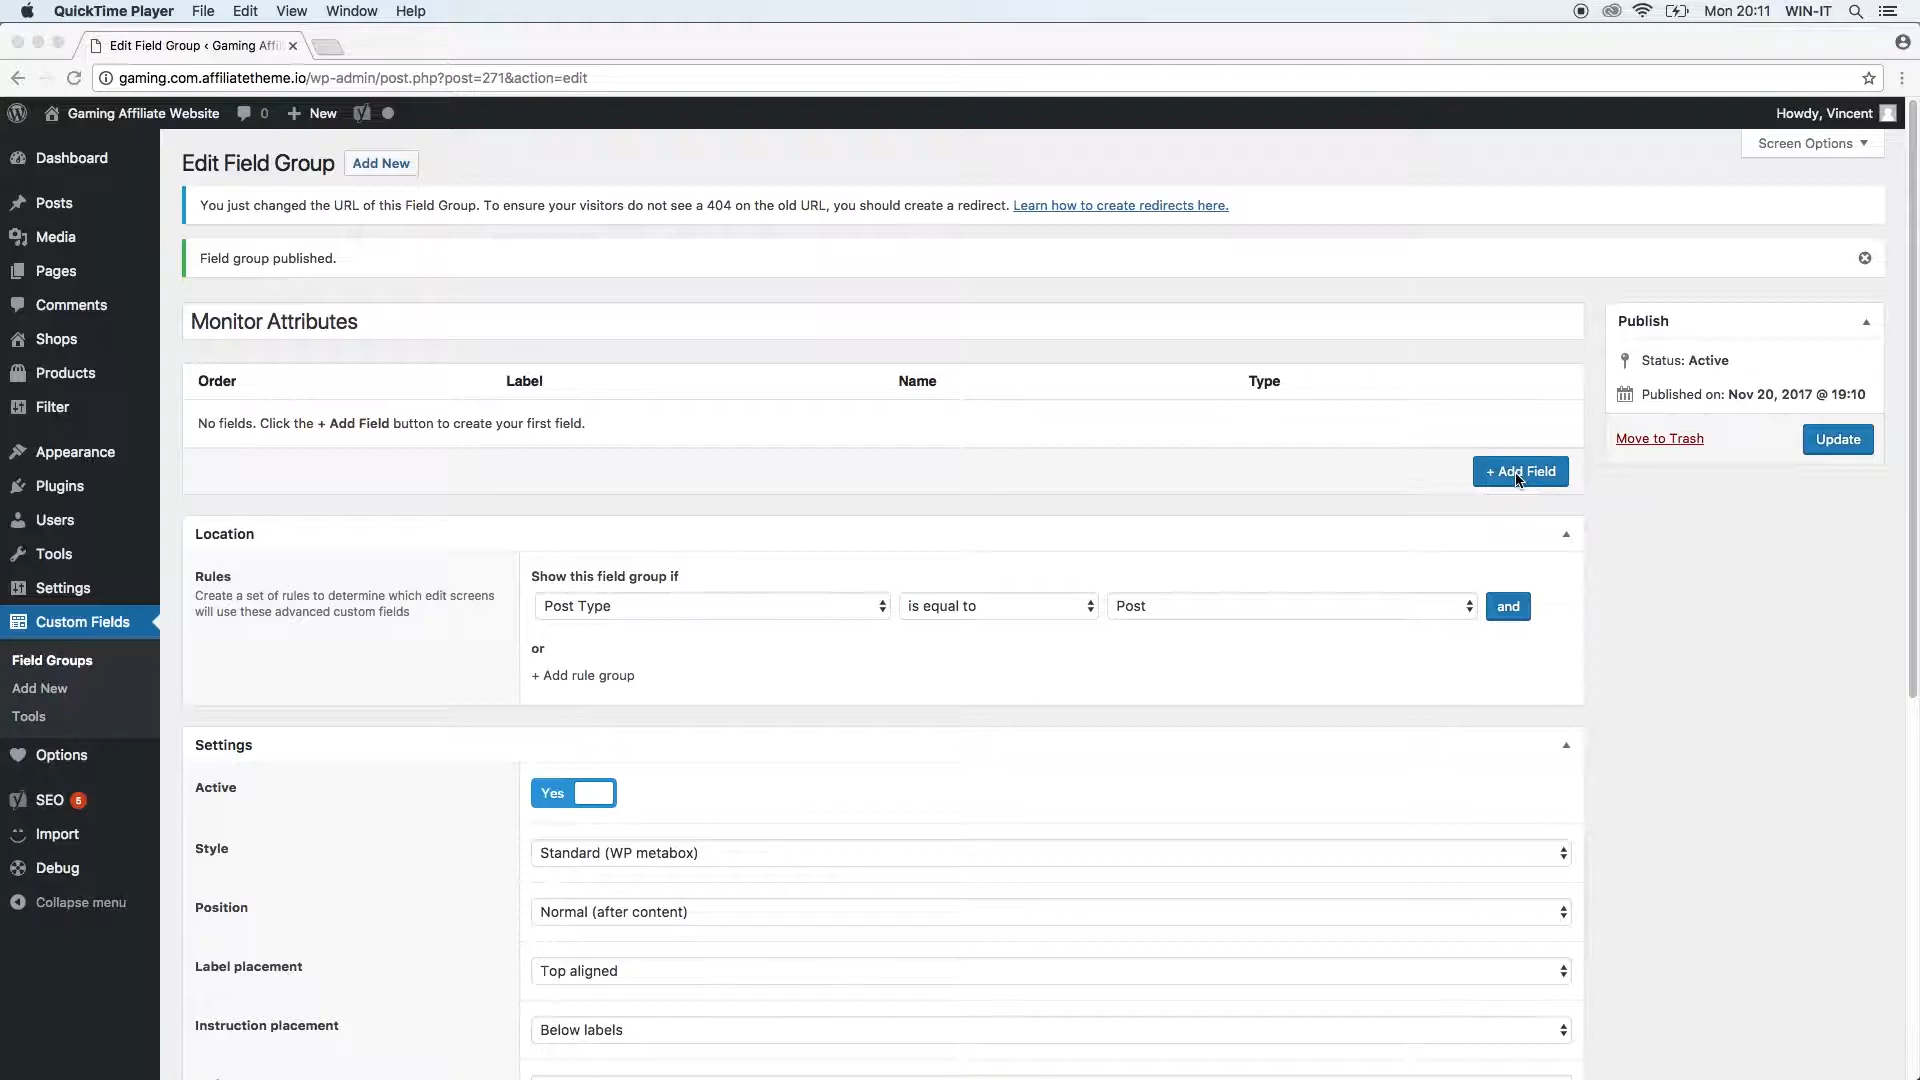 QuickTime Player File Edit View Window Help Mon 20:11 WIN-IT
Edit Field Group ‹ Gaming Affi
gaming.com.affiliatetheme.io/wp-admin/post.php?post=271&action=edit
Gaming Affiliate Website 0 + New Howdy, Vincent
Screen Options
Edit Field Group Add New
You just changed the URL of this Field Group. To ensure your visitors do not see a 404 on the old URL, you should create a redirect. Learn how to create redirects here.
Field group published.
Dashboard
Posts
Media
Pages
Comments
Shops
Products
Filter
Appearance
Plugins
Users
Tools
Settings
Custom Fields
Field Groups
Add New
Tools
Options
SEO 5
Import
Debug
Collapse menu
Monitor Attributes
Order Label Name Type
No fields. Click the + Add Field button to create your first field.
+ Add Field
Publish
Status: Active
Published on: Nov 20, 2017 @ 19:10
Move to Trash Update
Location
Rules
Create a set of rules to determine which edit screens
will use these advanced custom fields
Show this field group if
Post Type is equal to Post and
or
+ Add rule group
Settings
Active Yes
Style Standard (WP metabox)
Position Normal (after content)
Label placement Top aligned
Instruction placement Below labels